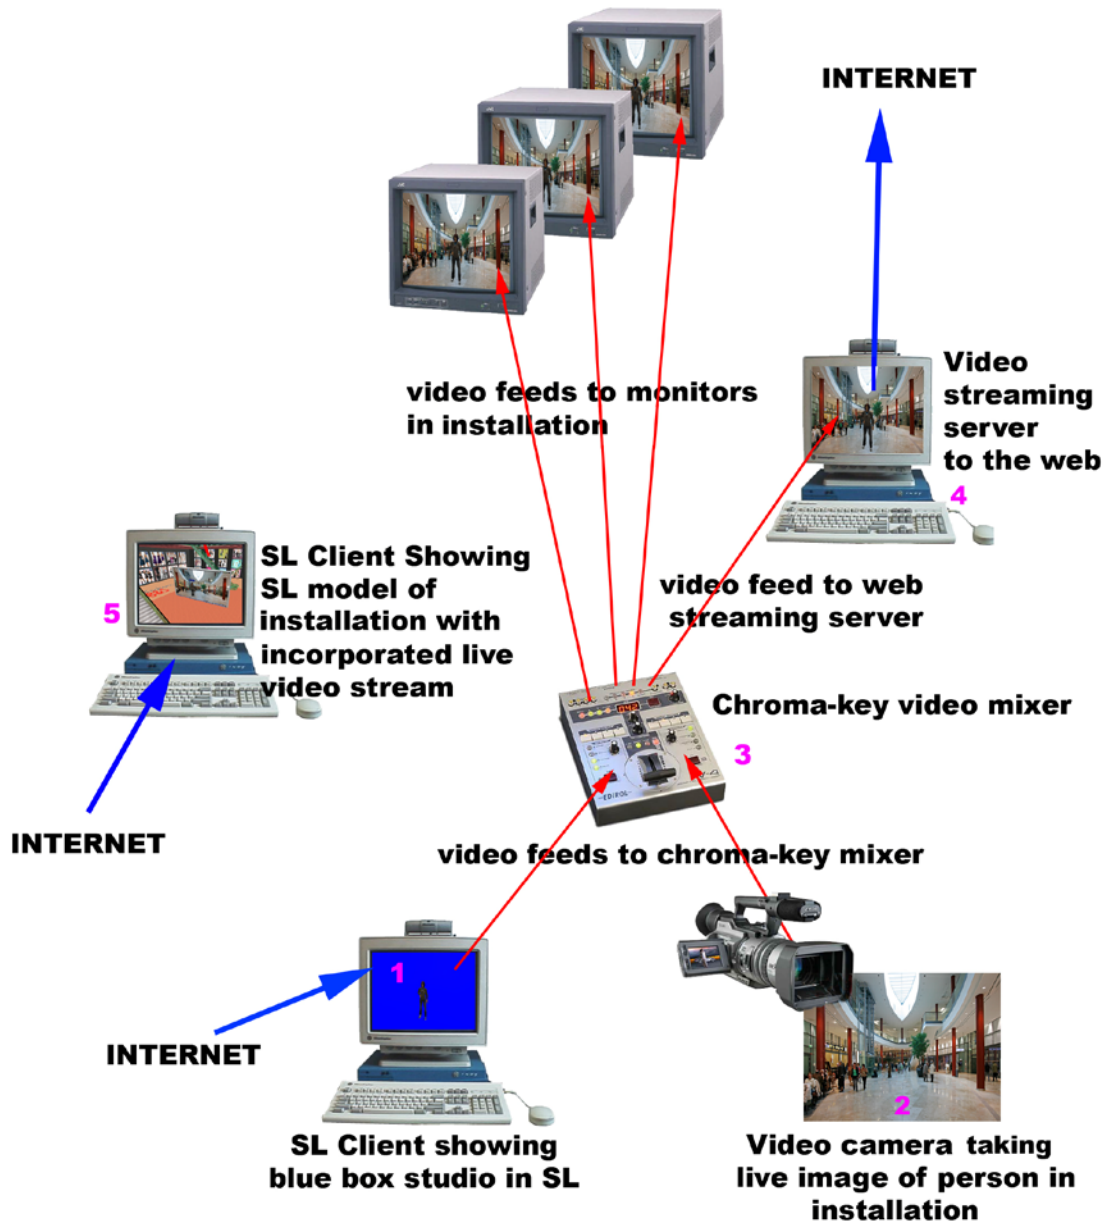 INTERNET
video feeds to monitors
in installation
Video
streaming
server
to the web
4
SL Client Showing
SL model of
installation with
incorporated live
video stream
5
video feed to web
streaming server
Chroma-key video mixer
3
EDIROL
INTERNET
video feeds to chroma-key mixer
1
INTERNET
2
SL Client showing
blue box studio in SL
Video camera taking
live image of person in
installation